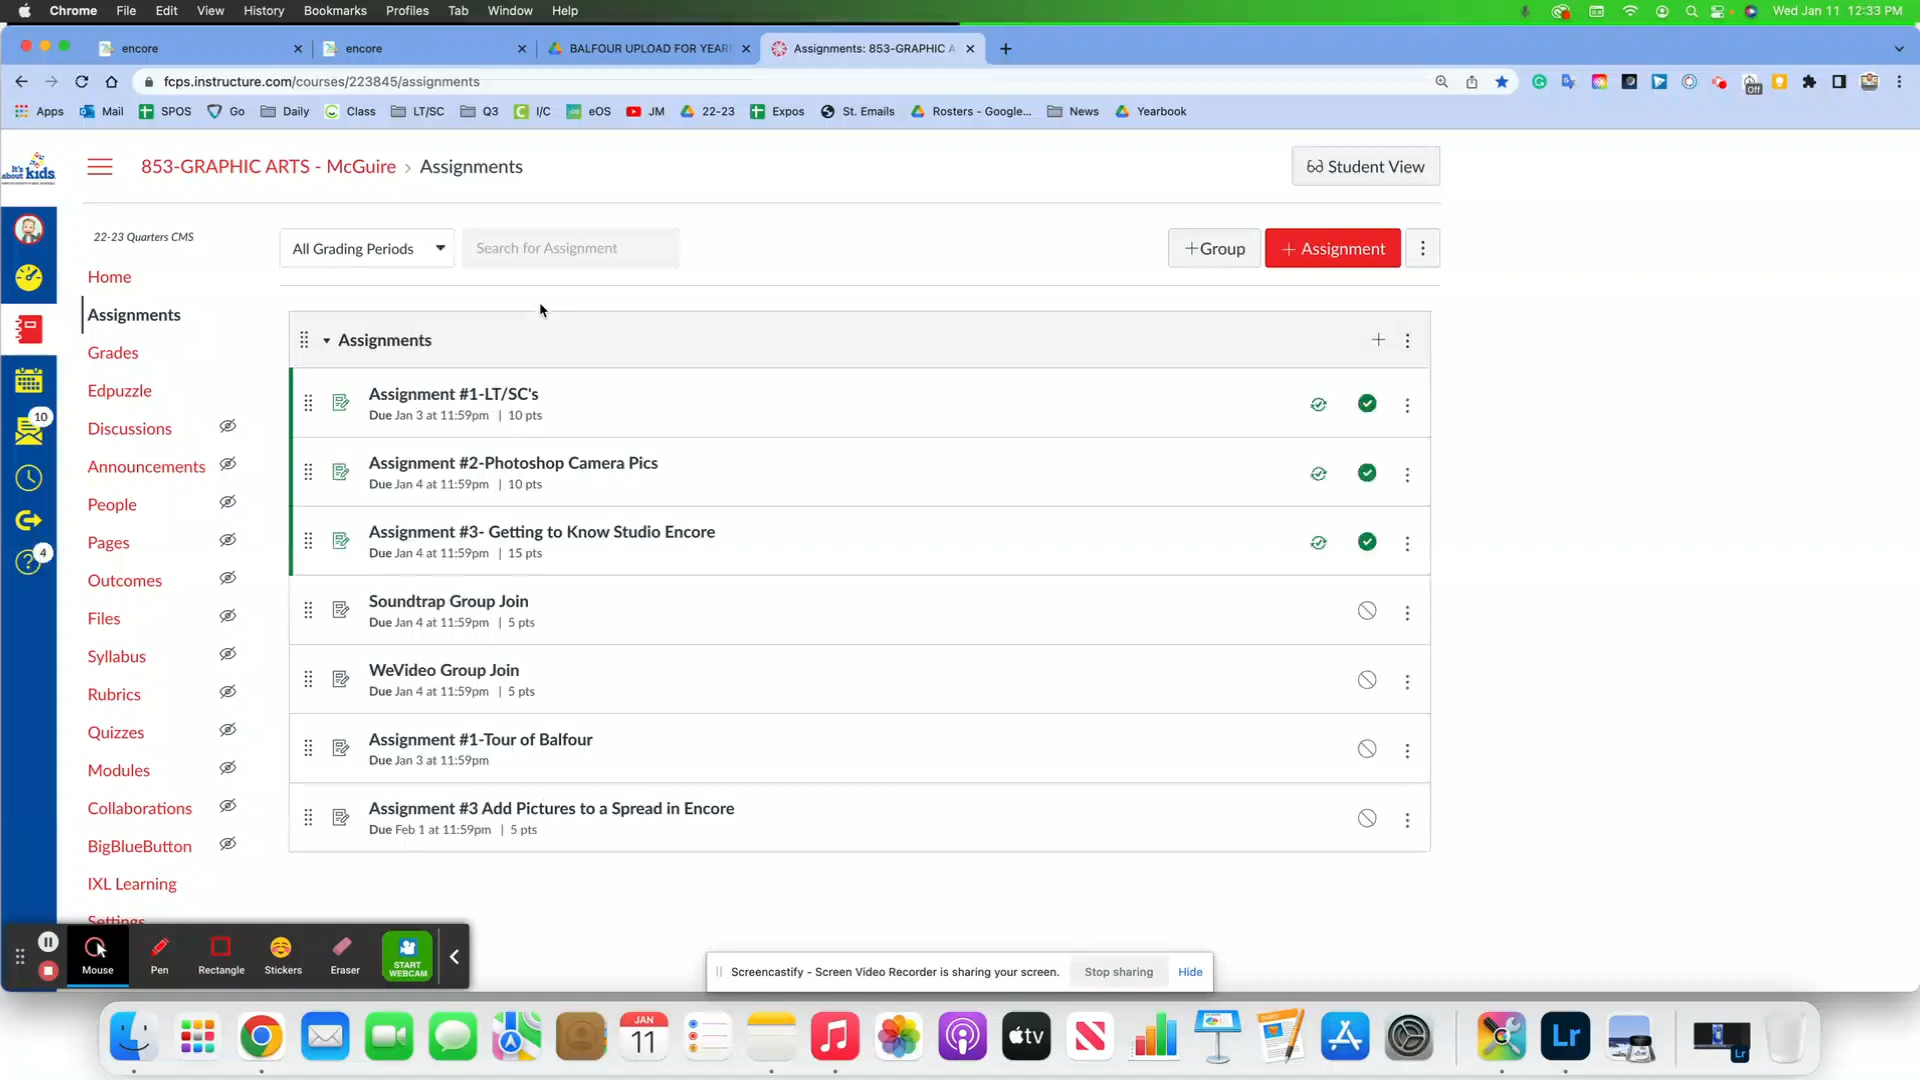 Chrome File Edit View History Bookmarks Profiles Tab Window Help Wed Jan 11 12:33 PM
encore encore BALFOUR UPLOAD FOR YEAR Assignments: 853-GRAPHIC A
fcps.instructure.com/courses/223845/assignments
Off
Apps Mail SPOS Go Daily Class LT/SC Q3 I/C eOS JM 22-23 Expos St. Emails Rosters - Google... News Yearbook
It's about kids.
853-GRAPHIC ARTS - McGuire › Assignments
Student View
22-23 Quarters CMS
All Grading Periods Search for Assignment
+Group + Assignment
Home
Assignments
Grades
Edpuzzle
Discussions
Announcements
People
Pages
Outcomes
Files
Syllabus
Rubrics
Quizzes
Modules
Collaborations
BigBlueButton
IXL Learning
Settings
10
4
Assignments
Assignment #1-LT/SC's
Due Jan 3 at 11:59pm | 10 pts
Assignment #2-Photoshop Camera Pics
Due Jan 4 at 11:59pm | 10 pts
Assignment #3- Getting to Know Studio Encore
Due Jan 4 at 11:59pm | 15 pts
Soundtrap Group Join
Due Jan 4 at 11:59pm | 5 pts
WeVideo Group Join
Due Jan 4 at 11:59pm | 5 pts
Assignment #1-Tour of Balfour
Due Jan 3 at 11:59pm
Assignment #3 Add Pictures to a Spread in Encore
Due Feb 1 at 11:59pm | 5 pts
Mouse Pen Rectangle Stickers Eraser START WEBCAM
Screencastify - Screen Video Recorder is sharing your screen. Stop sharing Hide
JAN
11
tv
Lr
Lr